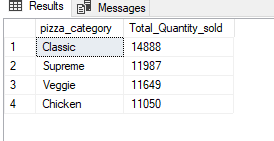 Results Messages
pizza_category Total_Quantity_sold
1 Classic 14888
2 Supreme 11987
3 Veggie 11649
4 Chicken 11050